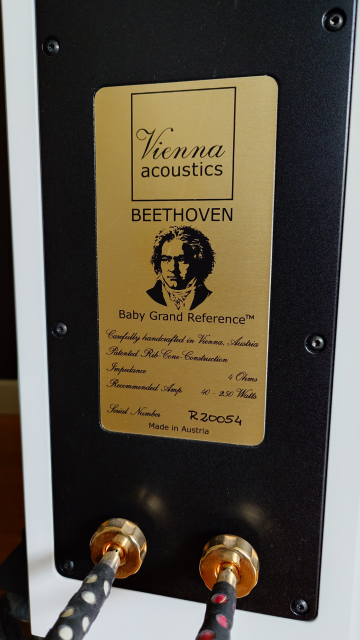 Vienna
acoustics
BEETHOVEN
Baby Grand Reference™
Carefully handcrafted in Vienna, Austria
Patented Rib-Cone-Construction
Impedance 4 Ohms
Recommended Amp. 40 - 250 Watts
Serial Number R20054
Made in Austria